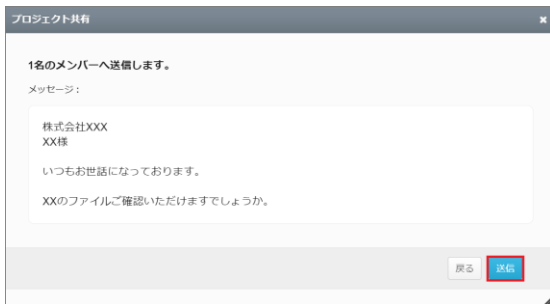 プロジェクト共有
1名のメンバーへ送信します。
メッセージ：
株式会社XXX
XX様
いつもお世話になっております。
XXのファイルご確認いただけますでしょうか。
戻る
送信